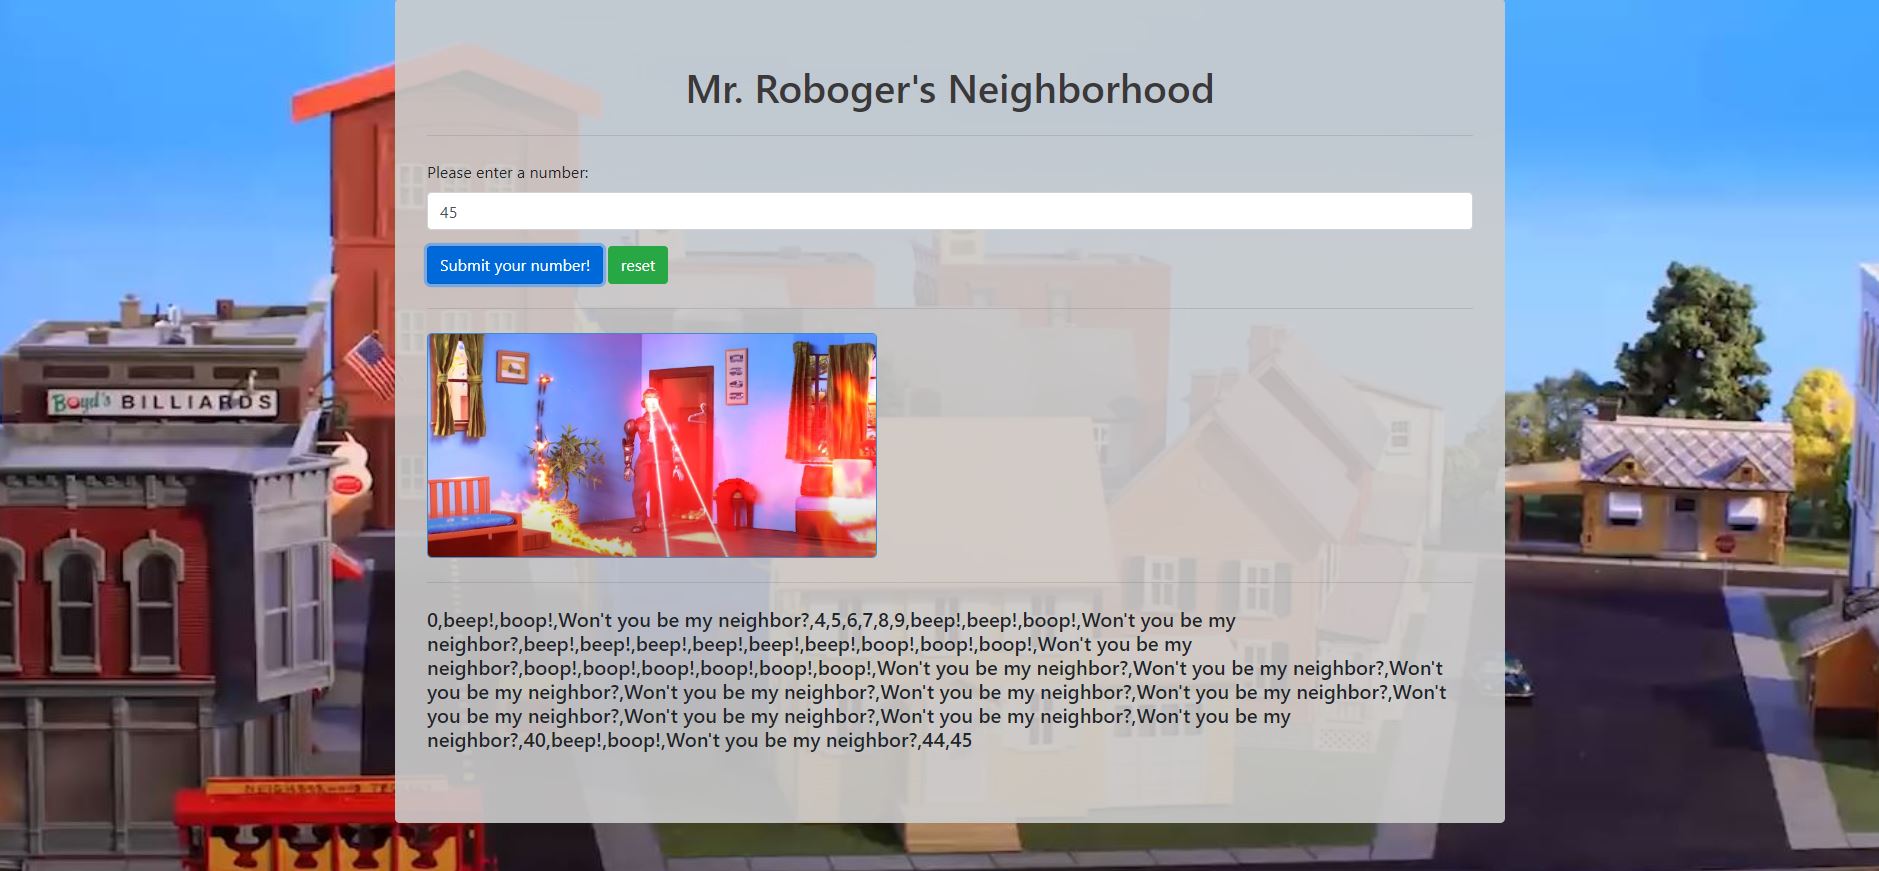 Mr. Roboger's Neighborhood
Please enter a number:
45
Submit your number! reset
Boyd's BILLIARDS
0,beep!,boop!,Won't you be my neighbor?,4,5,6,7,8,9,beep!,beep!,boop!,Won't you be my
neighbor?,beep!,beep!,beep!,beep!,beep!,beep!,boop!,boop!,boop!,Won't you be my
neighbor?,boop!,boop!,boop!,boop!,boop!,boop!,Won't you be my neighbor?,Won't you be my neighbor?,Won't
you be my neighbor?,Won't you be my neighbor?,Won't you be my neighbor?,Won't you be my neighbor?,Won't
you be my neighbor?,Won't you be my neighbor?,Won't you be my neighbor?,Won't you be my
neighbor?,40,beep!,boop!,Won't you be my neighbor?,44,45